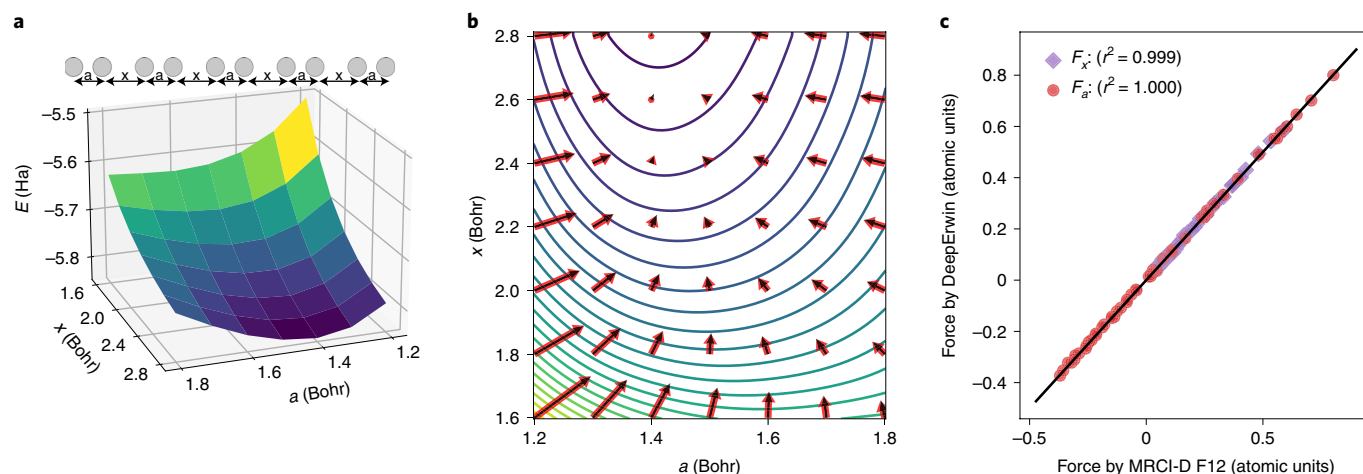 a
a x a x a x a x a
−5.5
−5.6
−5.7
−5.8
E (Ha)
1.6
2.0
2.4
2.8
x (Bohr)
1.8
1.6
1.4
1.2
a (Bohr)
b
2.8
2.6
2.4
2.2
2.0
1.8
1.6
x (Bohr)
1.2 1.4 1.6 1.8
a (Bohr)
c
Fx: (r² = 0.999)
Fa: (r² = 1.000)
0.8
0.6
0.4
0.2
0
−0.2
−0.4
Force by DeepErwin (atomic units)
−0.5 0 0.5
Force by MRCI-D F12 (atomic units)